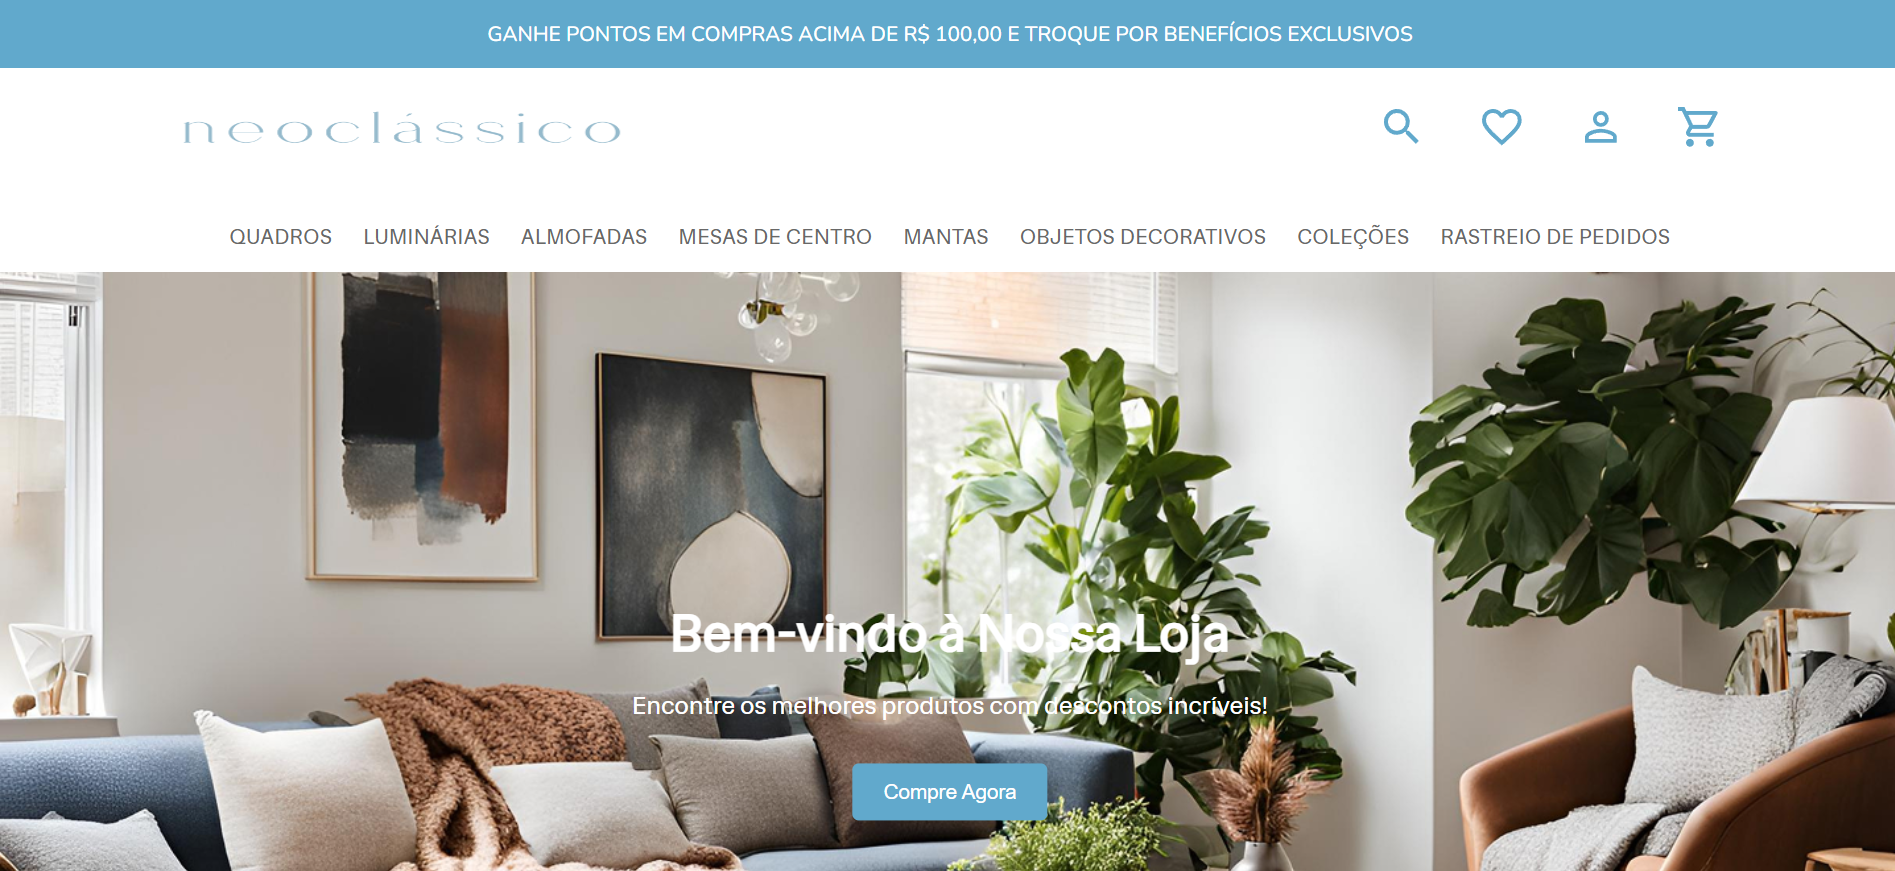 GANHE PONTOS EM COMPRAS ACIMA DE R$ 100,00 E TROQUE POR BENEFÍCIOS EXCLUSIVOS
neoclássico
QUADROS LUMINÁRIAS ALMOFADAS MESAS DE CENTRO MANTAS OBJETOS DECORATIVOS COLEÇÕES RASTREIO DE PEDIDOS
Bem-vindo à Nossa Loja
Encontre os melhores produtos com descontos incríveis!
Compre Agora